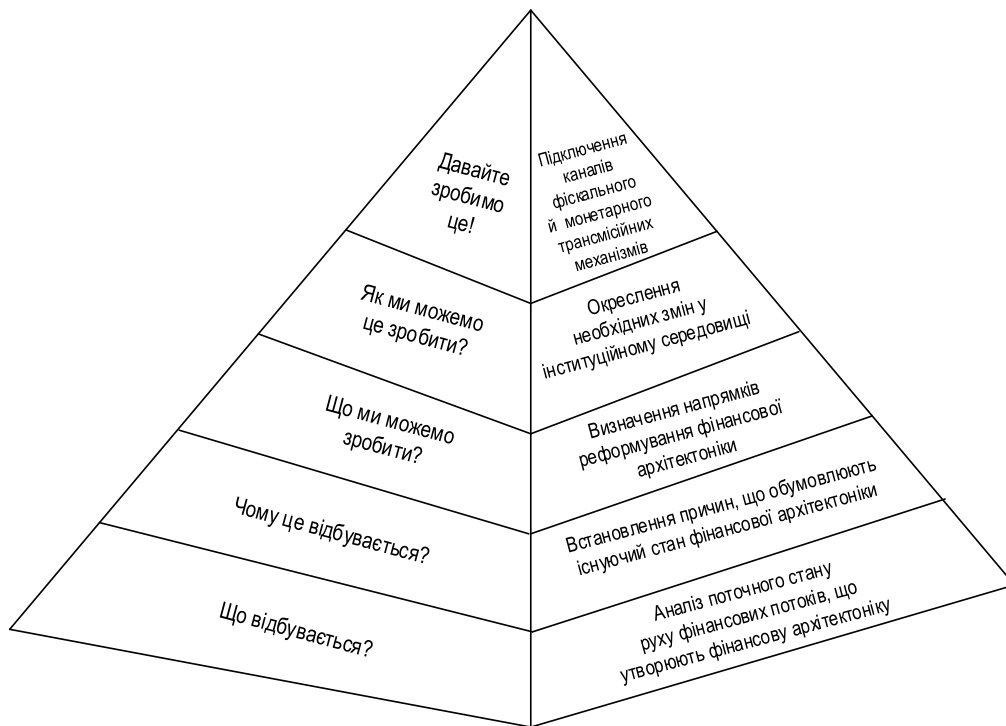 Давайте
зробимо
це!
Підключення
каналів
фіскального
й монетарного
трансмісійних
механізмів
Як ми можемо
це зробити?
Окреслення
необхідних змін у
інституційному середовищі
Що ми можемо
зробити?
Визначення напрямків
реформування фінансової
архітектоніки
Чому це відбувається?
Встановлення причин, що обумовлюють
існуючий стан фінансової архітектоніки
Що відбувається?
Аналіз поточного стану
руху фінансових потоків, що
утворюють фінансову архітектоніку